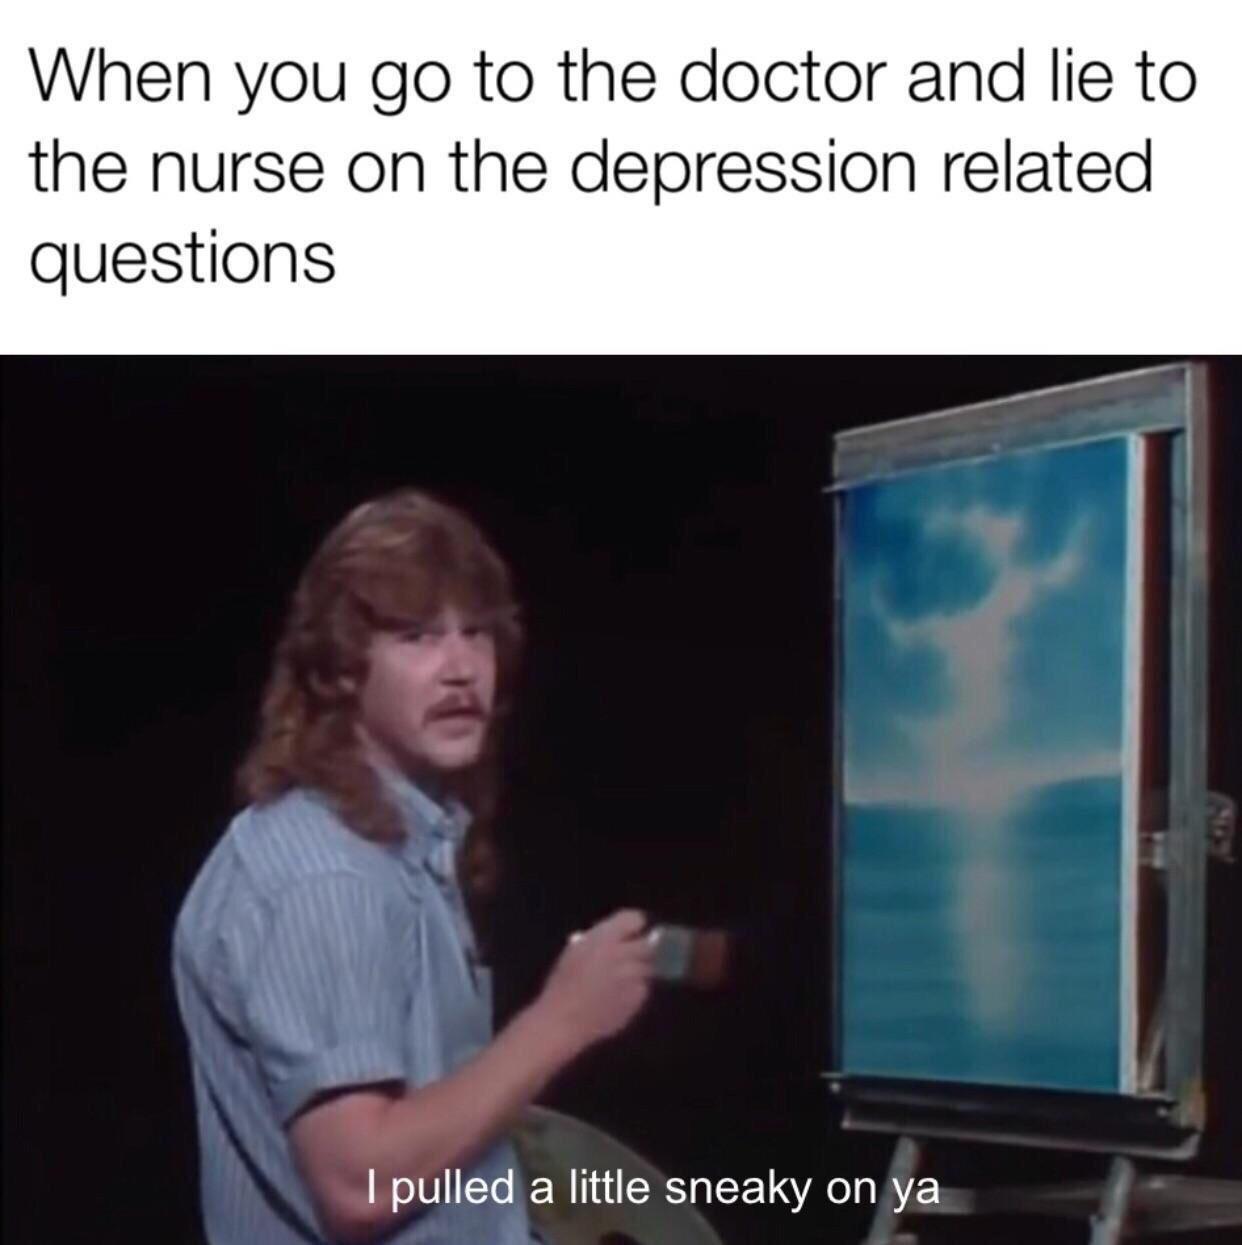 When you go to the doctor and lie to
the nurse on the depression related
questions
I pulled a little sneaky on ya